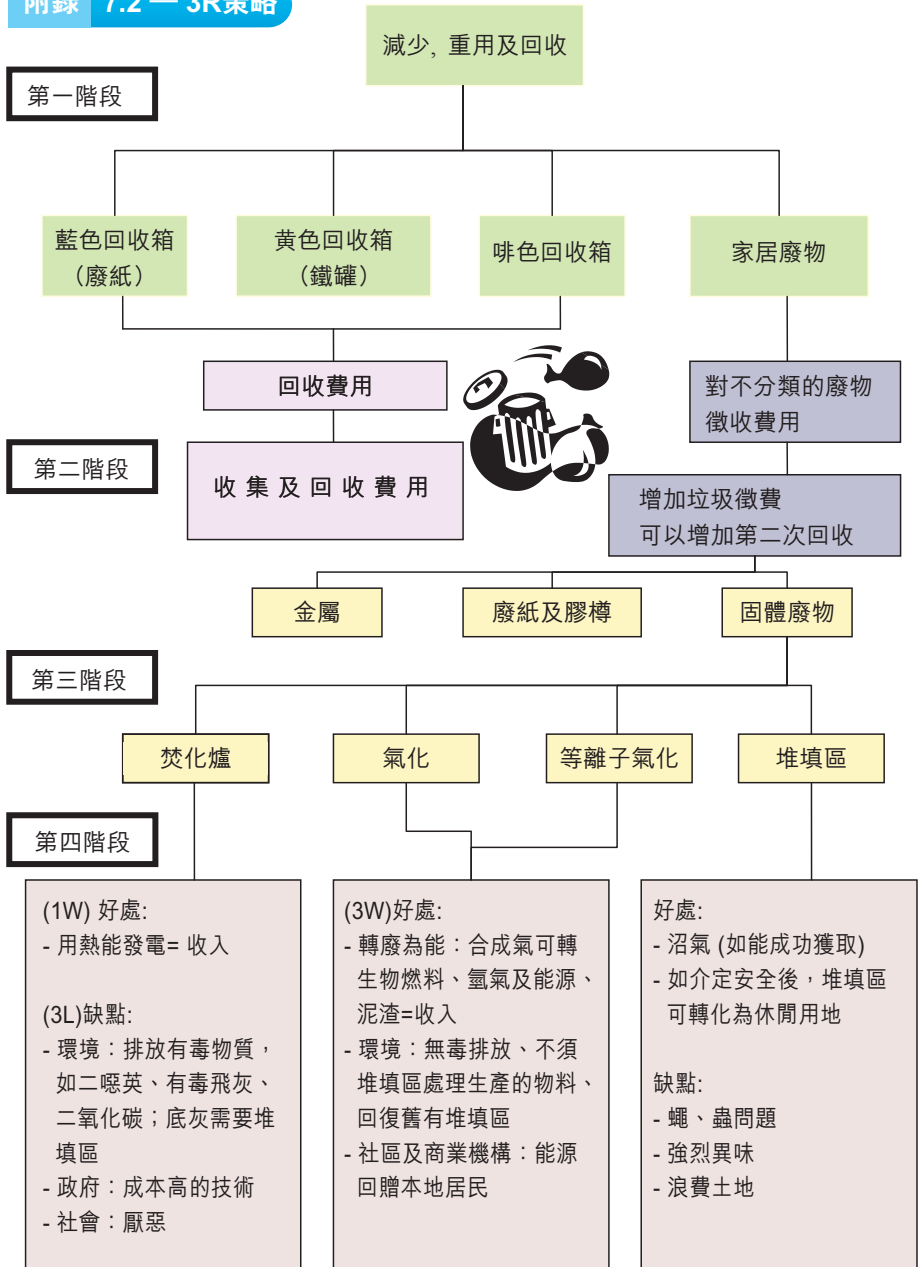 附錄 7.2 — 3R策略
減少, 重用及回收
第一階段
藍色回收箱
（廢紙）
黄色回收箱
（鐵罐）
啡色回收箱
家居廢物
回收費用
對不分類的廢物
徵收費用
第二階段
收集及回收費用
增加垃圾徵費
可以增加第二次回收
金屬
廢紙及膠樽
固體廢物
第三階段
焚化爐
氣化
等離子氣化
堆填區
第四階段
(1W) 好處:
- 用熱能發電= 收入
(3L)缺點:
- 環境：排放有毒物質，
如二噁英、有毒飛灰、
二氧化碳；底灰需要堆
填區
- 政府：成本高的技術
- 社會：厭惡
(3W)好處:
- 轉廢為能：合成氣可轉
生物燃料、氫氣及能源、
泥渣=收入
- 環境：無毒排放、不須
堆填區處理生產的物料、
回復舊有堆填區
- 社區及商業機構：能源
回贈本地居民
好處:
- 沼氣 (如能成功獲取)
- 如介定安全後，堆填區
可轉化為休閒用地
缺點:
- 蠅、蟲問題
- 強烈異味
- 浪費土地